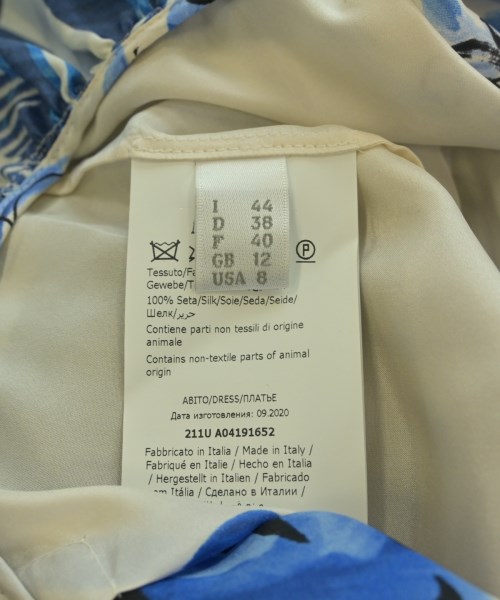 I 44
D 38
F 40
GB 12
USA 8
P
Tessuto/
Gewebe/
100% Seta/Silk/Soie/Seda/Seide/
Шелк/حرير
Contiene parti non tessili di origine
animale
Contains non-textile parts of animal
origin
ABITO/DRESS/ПЛАТЬЕ
Дата изготовления: 09.2020
211U A04191652
Fabbricato in Italia / Made in Italy /
Fabriqué en Italie / Hecho en Italia
/ Hergestellt in Italien / Fabricado
em Itália / Сделано в Италии /